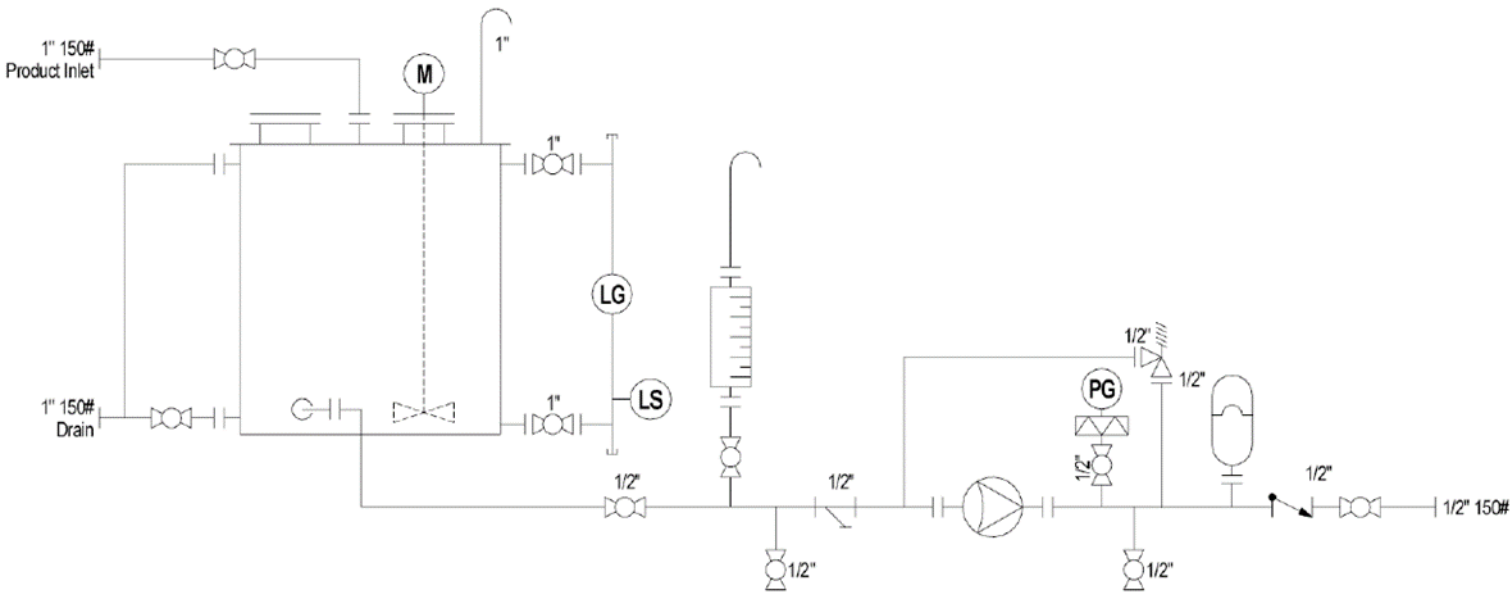 1" 150#
Product Inlet
M
1"
1"
LG
LS
1" 150#
Drain
1"
1/2"
1/2"
1/2"
1/2"
PG
1/2"
1/2"
1/2" 150#
1/2"
1/2"